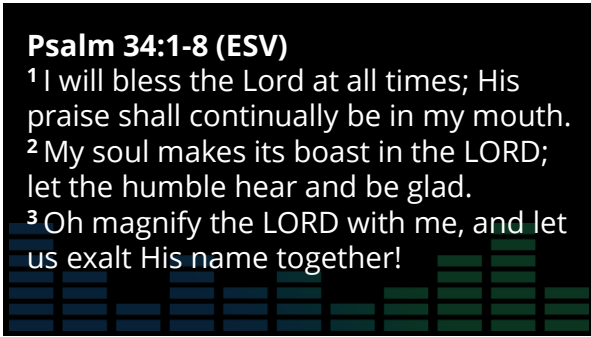 Psalm 34:1-8 (ESV)
1 I will bless the Lord at all times; His
praise shall continually be in my mouth.
2 My soul makes its boast in the LORD;
let the humble hear and be glad.
3 Oh magnify the LORD with me, and let
us exalt His name together!